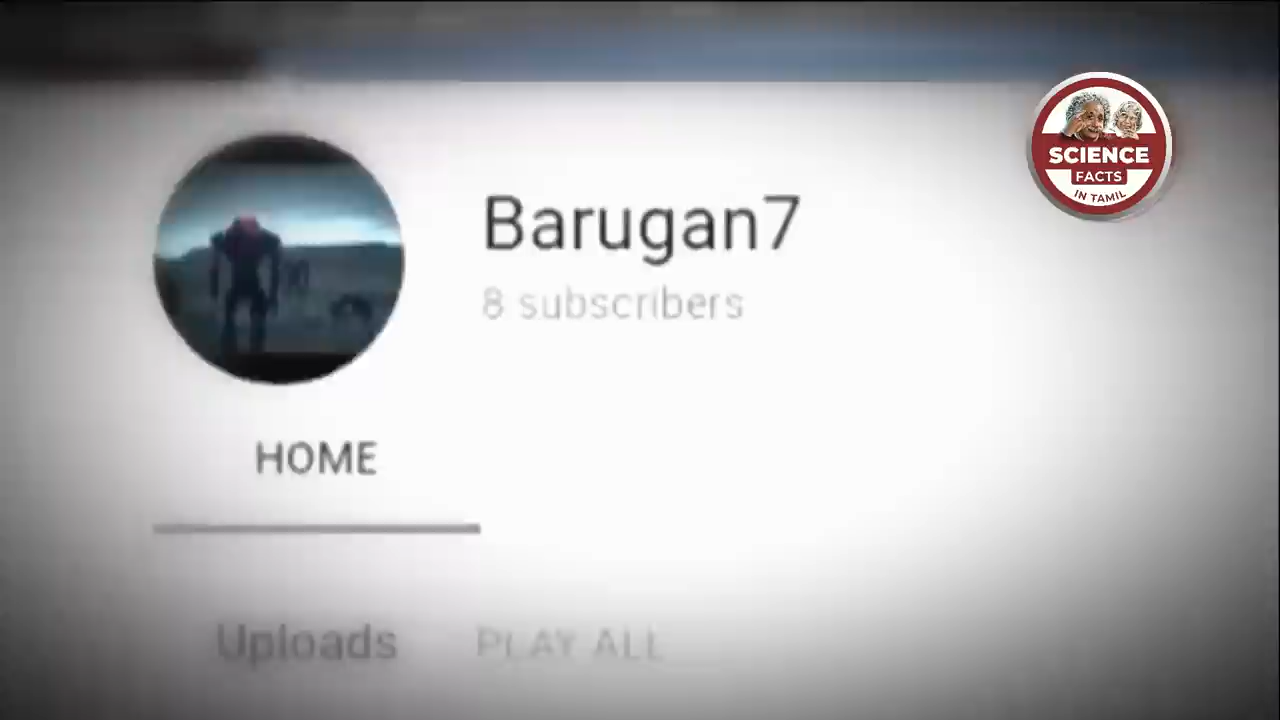 Barugan7
8 subscribers
SCIENCE
FACTS
IN TAMIL
HOME
Uploads PLAY ALL